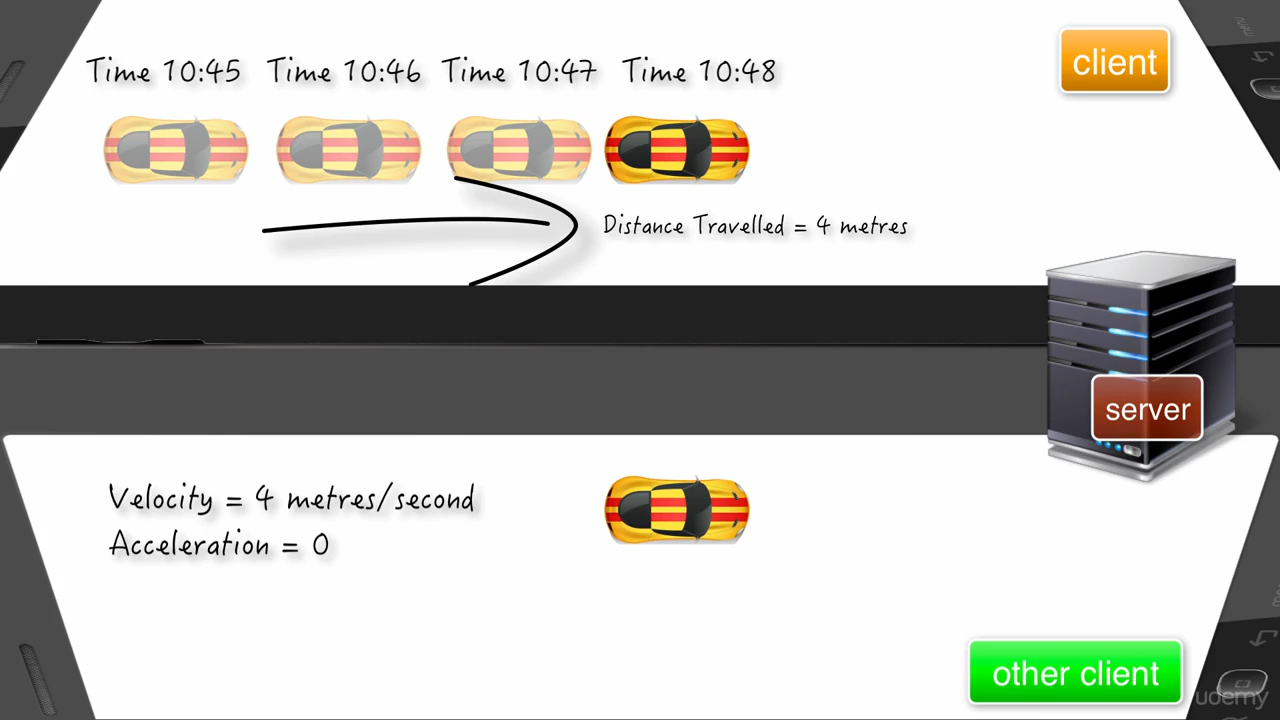 Time 10:45 Time 10:46 Time 10:47 Time 10:48
client
Distance Travelled = 4 metres
server
Velocity = 4 metres/second
Acceleration = 0
other client
udemy